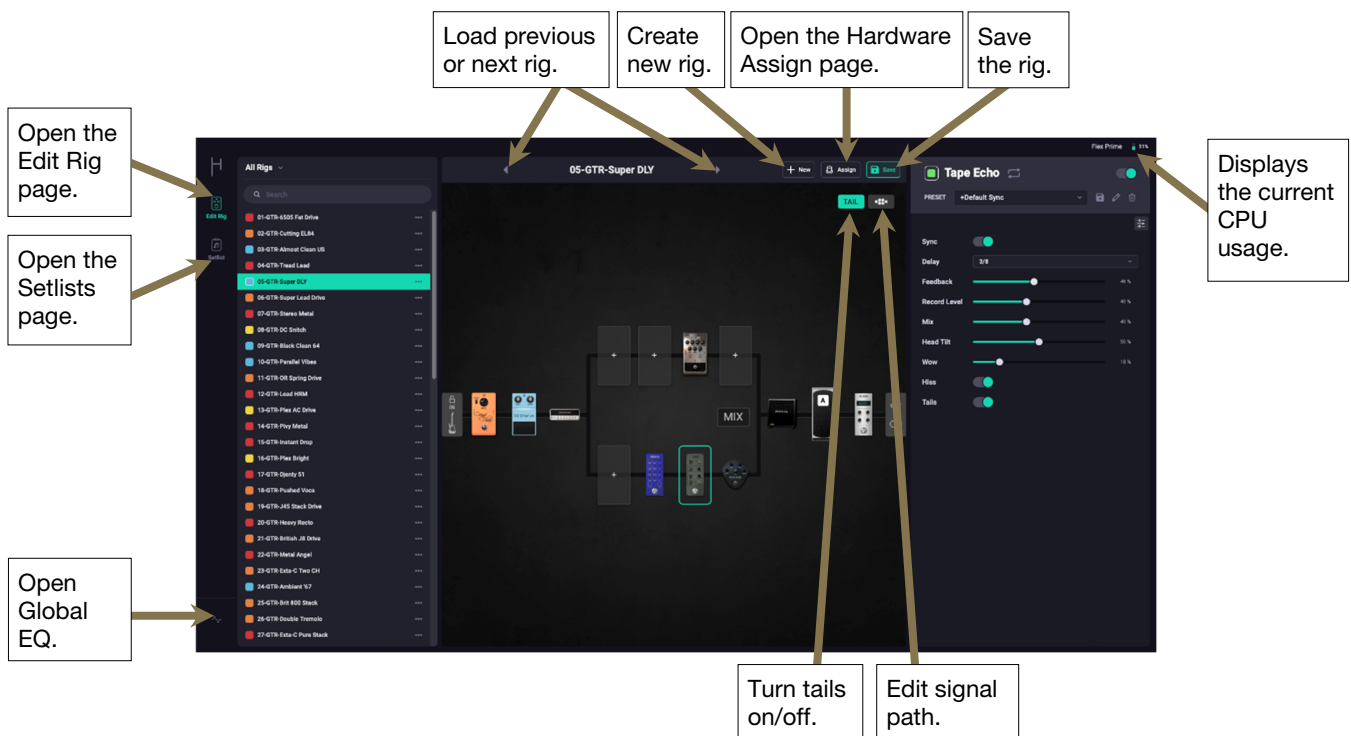 Load previous
or next rig.
Create
new rig.
Open the Hardware
Assign page.
Save
the rig.
Open the
Edit Rig
page.
Open the
Setlists
page.
Open
Global
EQ.
Displays
the current
CPU
usage.
Turn tails
on/off.
Edit signal
path.
Flex Prime 51%
H
Edit Rig
Setlist
All Rigs
Search
01-GTR-6505 Fat Drive
02-GTR-Cutting EL84
03-GTR-Almost Clean US
04-GTR-Tread Lead
05-GTR-Super DLY
06-GTR-Super Lead Drive
07-GTR-Stereo Metal
08-GTR-DC Snitch
09-GTR-Black Clean 64
10-GTR-Parallel Vibes
11-GTR-OR Spring Drive
12-GTR-Lead HRM
13-GTR-Plex AC Drive
14-GTR-Pivy Metal
15-GTR-Instant Drop
16-GTR-Plex Bright
17-GTR-Djenty 51
18-GTR-Pushed Vocs
19-GTR-J45 Stack Drive
20-GTR-Heavy Recto
21-GTR-British J8 Drive
22-GTR-Metal Angel
23-GTR-Exta-C Two CH
24-GTR-Ambient '67
25-GTR-Brit 800 Stack
26-GTR-Double Tremolo
27-GTR-Exta-C Pure Stack
05-GTR-Super DLY
+ New
Assign
Save
TAIL
IN
MIX
A
Tape Echo
PRESET +Default Sync
Sync
Delay 3/8
Feedback 46 %
Record Level 40 %
Mix 40 %
Head Tilt 50 %
Wow 18 %
Hiss
Tails